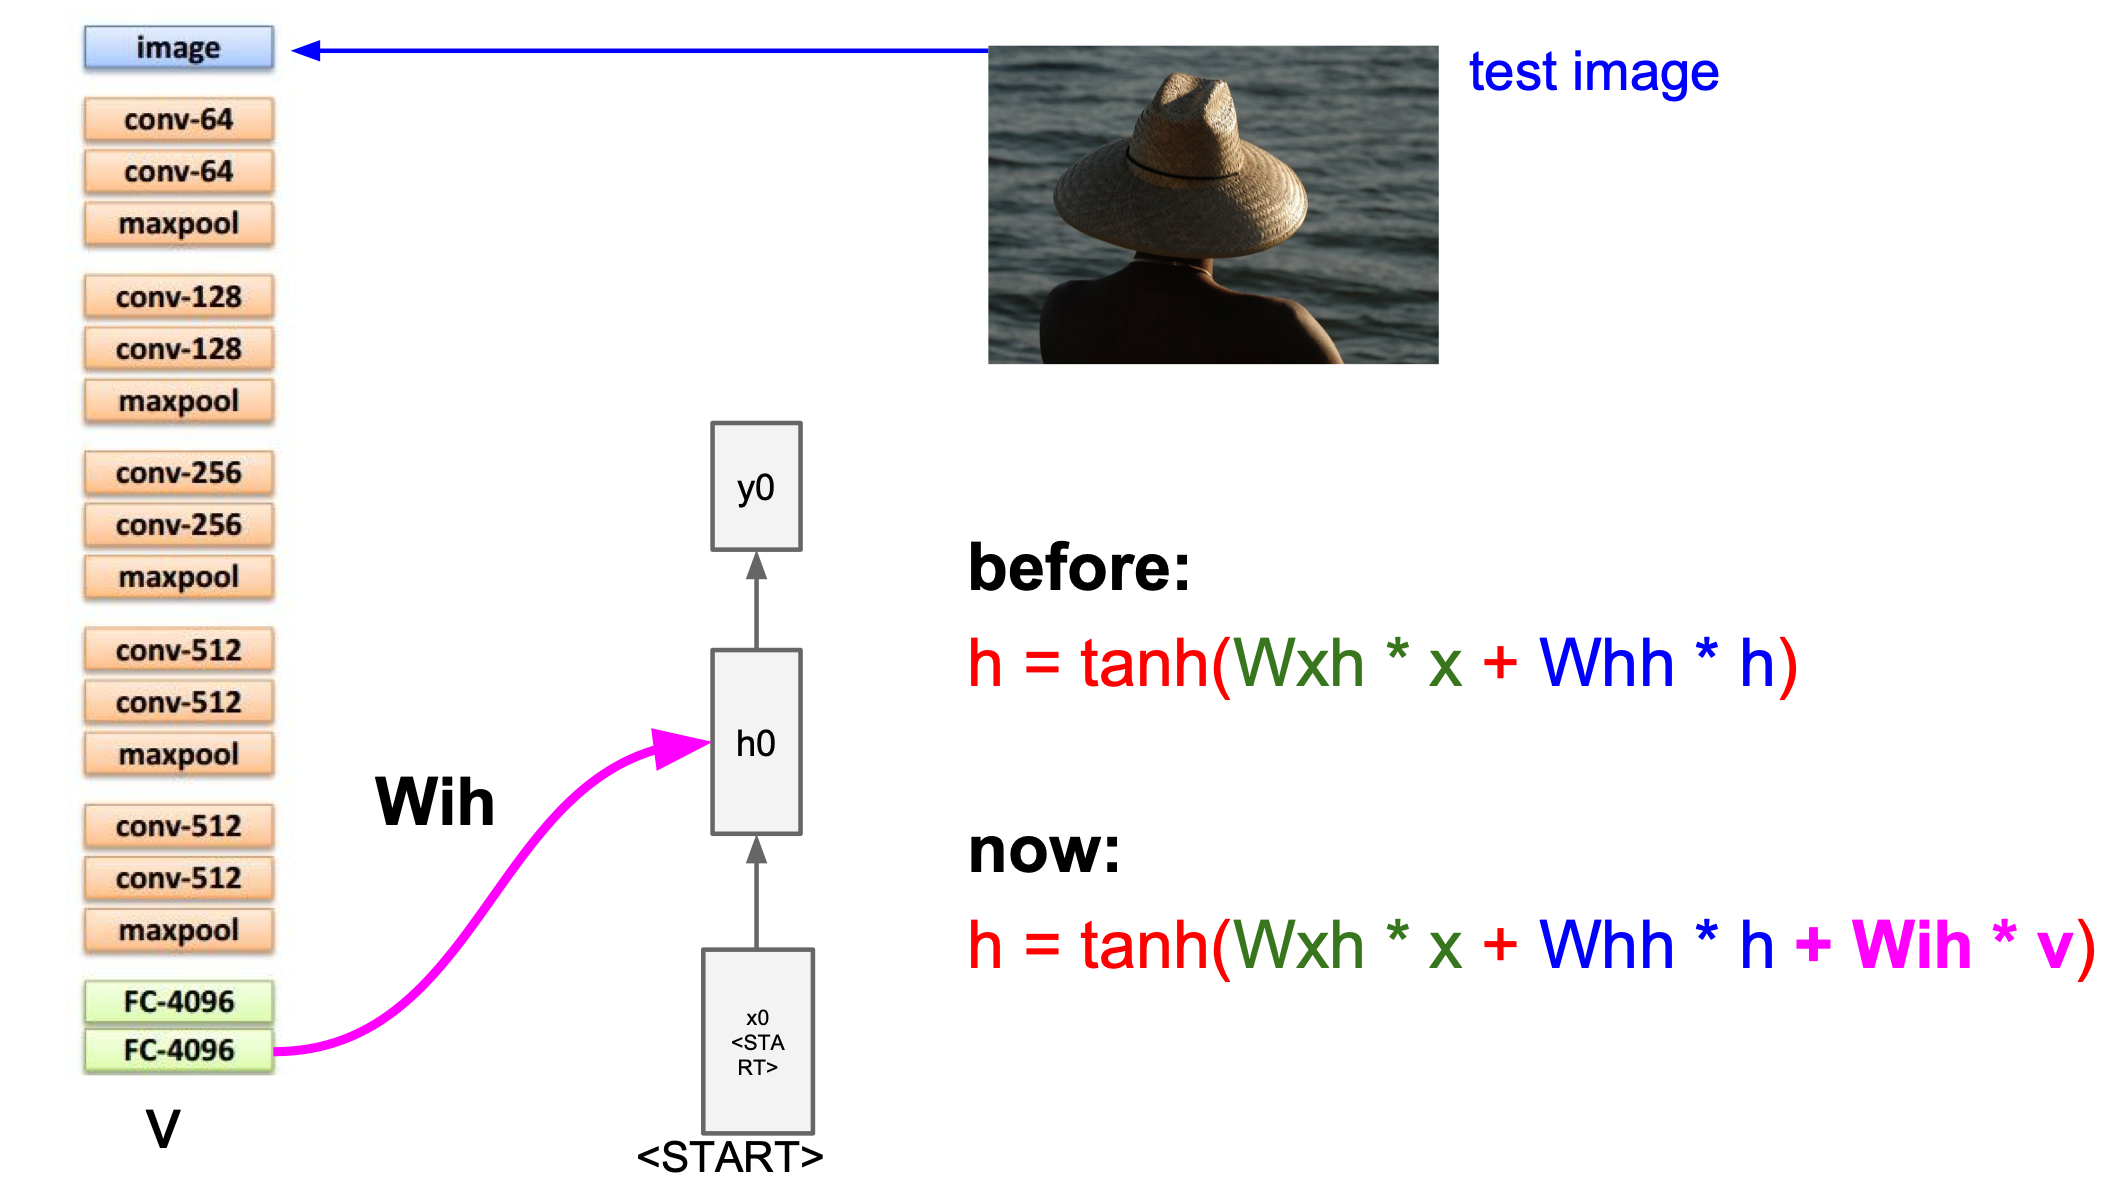 image
conv-64
conv-64
maxpool
conv-128
conv-128
maxpool
conv-256
conv-256
maxpool
conv-512
conv-512
maxpool
conv-512
conv-512
maxpool
FC-4096
FC-4096
v
Wih
y0
h0
x0
<STA
RT>
<START>
test image
before:
h = tanh(Wxh * x + Whh * h)
now:
h = tanh(Wxh * x + Whh * h + Wih * v)